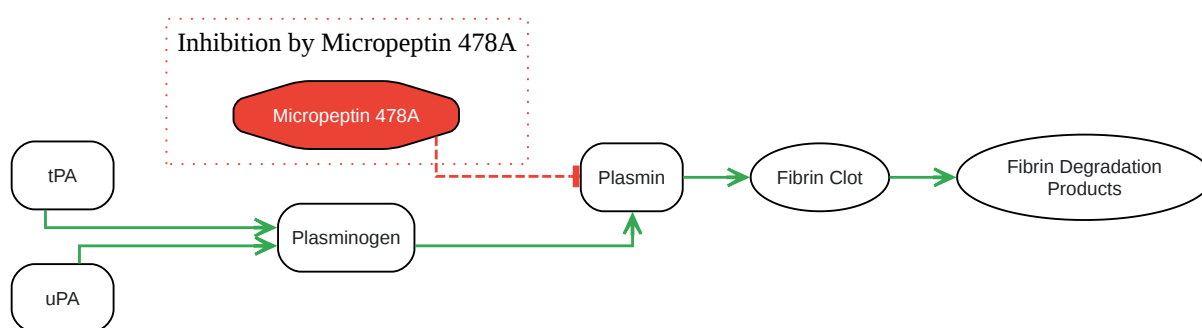 Inhibition by Micropeptin 478A
Micropeptin 478A
tPA
Plasmin
Fibrin Clot
Fibrin Degradation
Products
Plasminogen
uPA